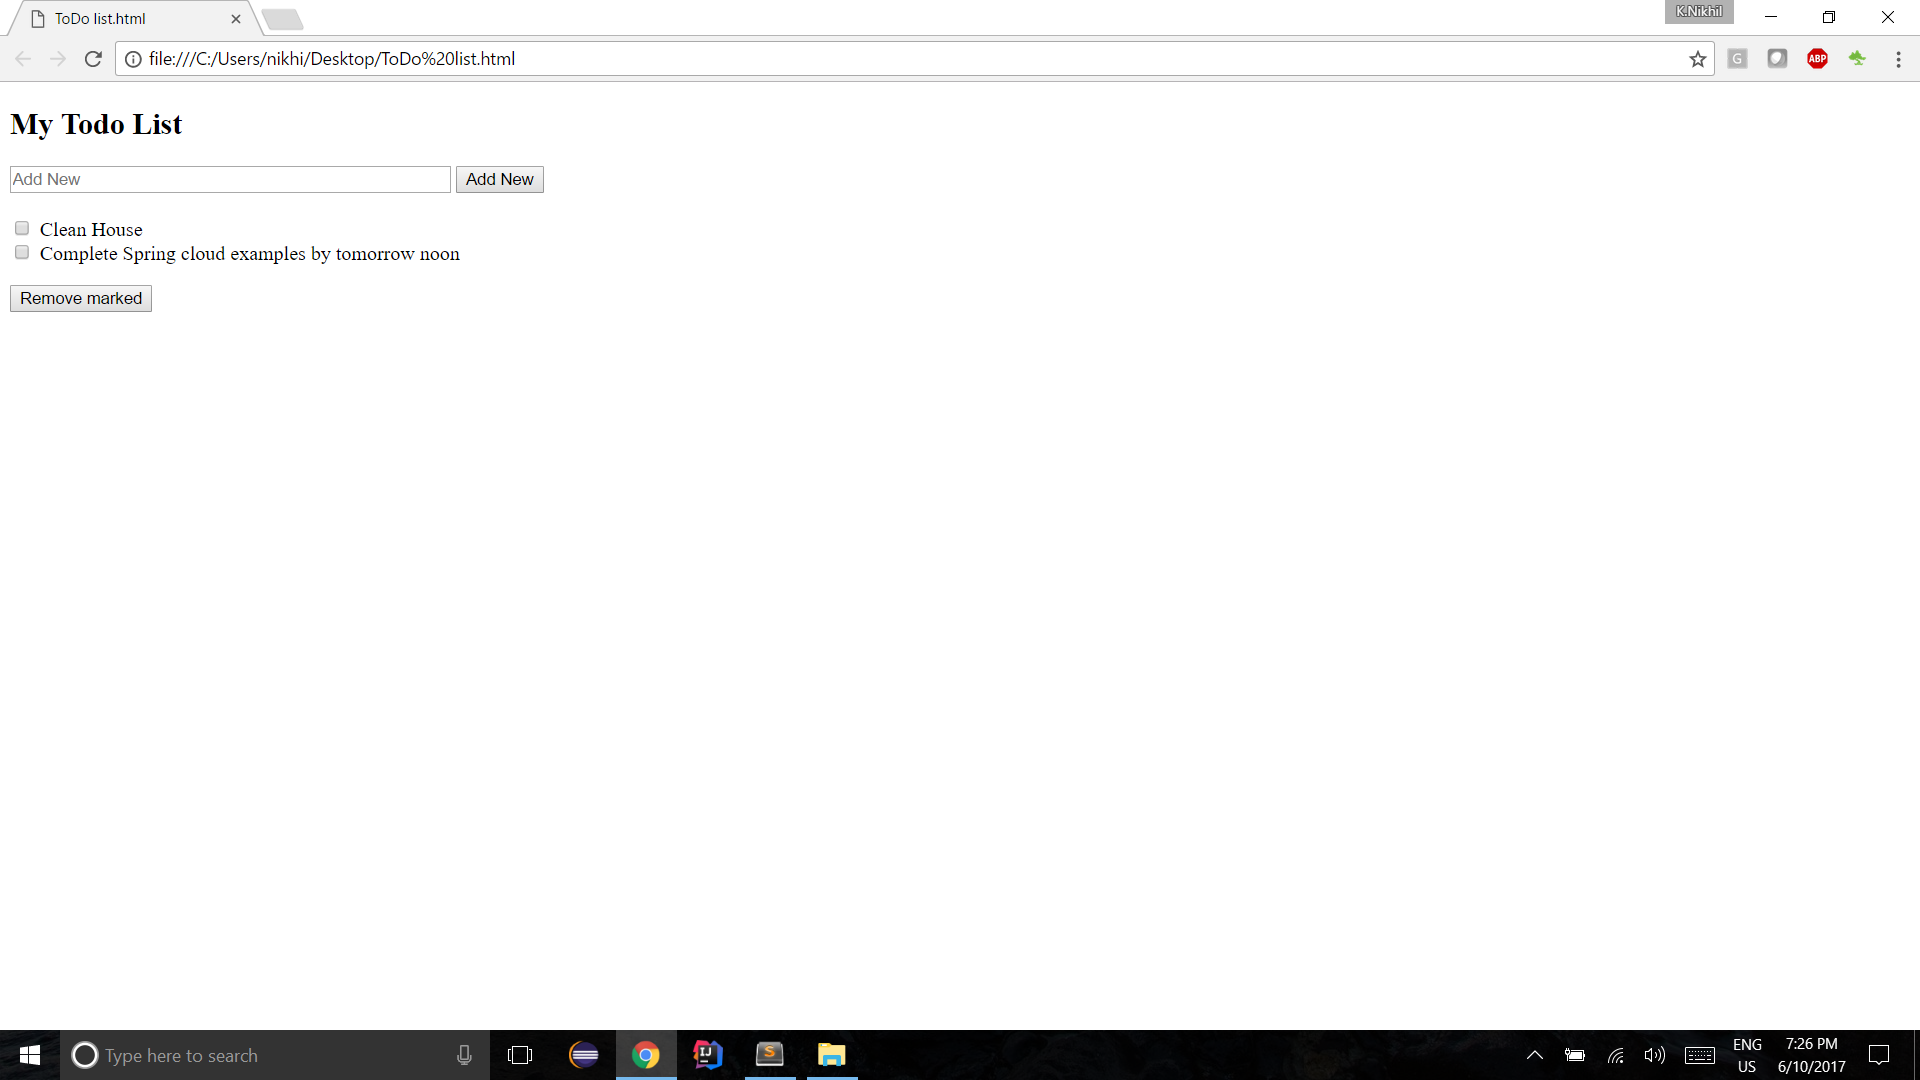 ToDo list.html
K.Nikhil
file:///C:/Users/nikhi/Desktop/ToDo%20list.html
G
ABP
My Todo List
Add New
Add New
Clean House
Complete Spring cloud examples by tomorrow noon
Remove marked
Type here to search
IJ
S
ENG
US
7:26 PM
6/10/2017